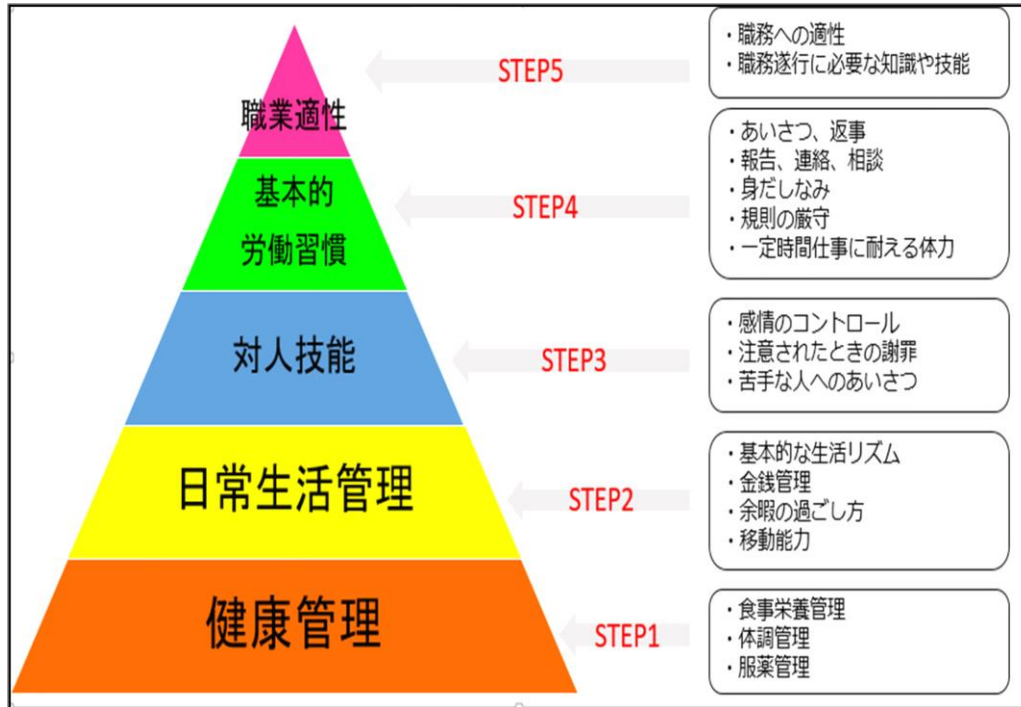 職業適性
STEP5
・職務への適性
・職務遂行に必要な知識や技能
基本的
労働習慣
STEP4
・あいさつ、返事
・報告、連絡、相談
・身だしなみ
・規則の厳守
・一定時間仕事に耐える体力
対人技能
STEP3
・感情のコントロール
・注意されたときの謝罪
・苦手な人へのあいさつ
日常生活管理
STEP2
・基本的な生活リズム
・金銭管理
・余暇の過ごし方
・移動能力
健康管理
STEP1
・食事栄養管理
・体調管理
・服薬管理